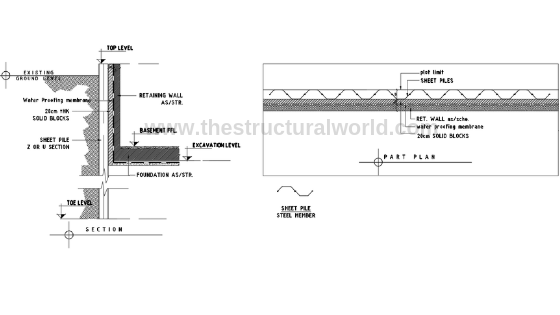 TOP LEVEL
EXISTING
GROUND LEVEL
Water Proofing membrane
20cm THK
SOLID BLOCKS
SHEET PILE
Z OR U SECTION
TOE LEVEL
SECTION
RETAINING WALL
AS/STR.
BASEMENT FFL.
EXCAVATION LEVEL
FOUNDATION AS/STR.
www.thestructuralworld.com
plot limit
SHEET PILES
RET. WALL as/sche.
water proofing membrane
20cm SOLID BLOCKS
PART PLAN
SHEET PILE
STEEL MEMBER